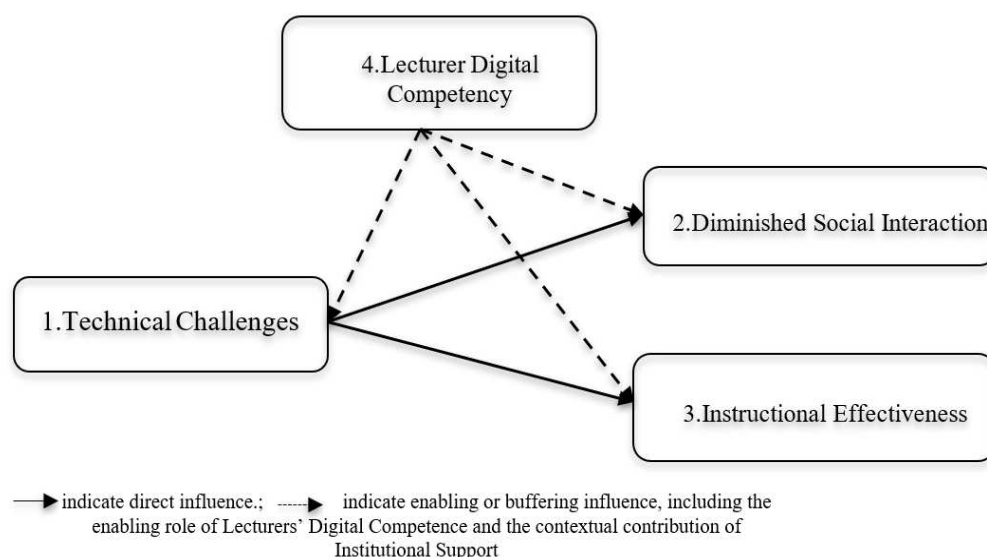 4.Lecturer Digital
Competency
2.Diminished Social Interaction
1.Technical Challenges
3.Instructional Effectiveness
indicate direct influence.; indicate enabling or buffering influence, including the
enabling role of Lecturers’ Digital Competence and the contextual contribution of
Institutional Support